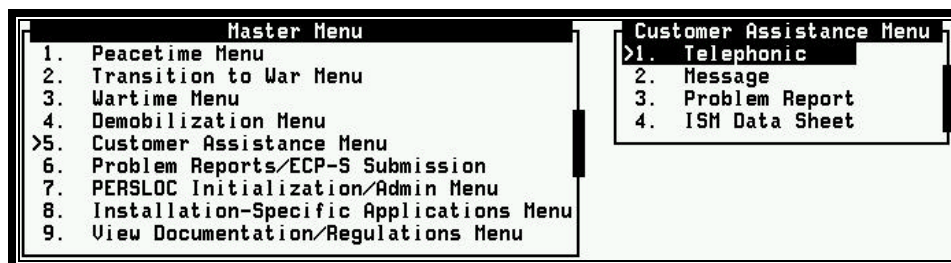 Master Menu
1. Peacetime Menu
2. Transition to War Menu
3. Wartime Menu
4. Demobilization Menu
>5. Customer Assistance Menu
6. Problem Reports/ECP-S Submission
7. PERSLOC Initialization/Admin Menu
8. Installation-Specific Applications Menu
9. View Documentation/Regulations Menu
Customer Assistance Menu
>1. Telephonic
2. Message
3. Problem Report
4. ISM Data Sheet